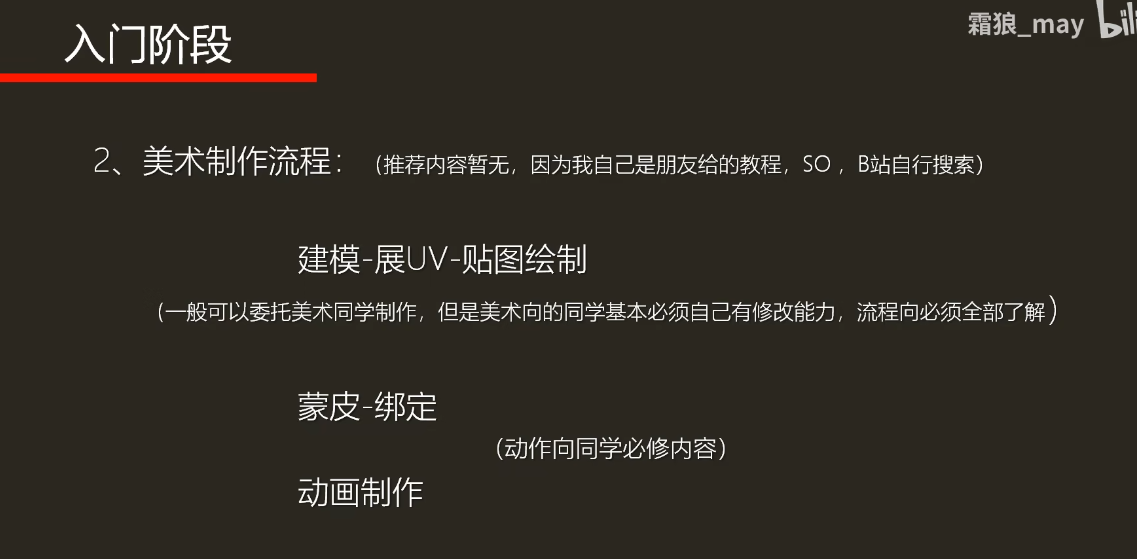 霜狼_may bili
入门阶段
2、美术制作流程：（推荐内容暂无，因为我自己是朋友给的教程，SO，B站自行搜索）
建模-展UV-贴图绘制
（一般可以委托美术同学制作，但是美术向的同学基本必须自己有修改能力，流程向必须全部了解）
蒙皮-绑定
（动作向同学必修内容）
动画制作